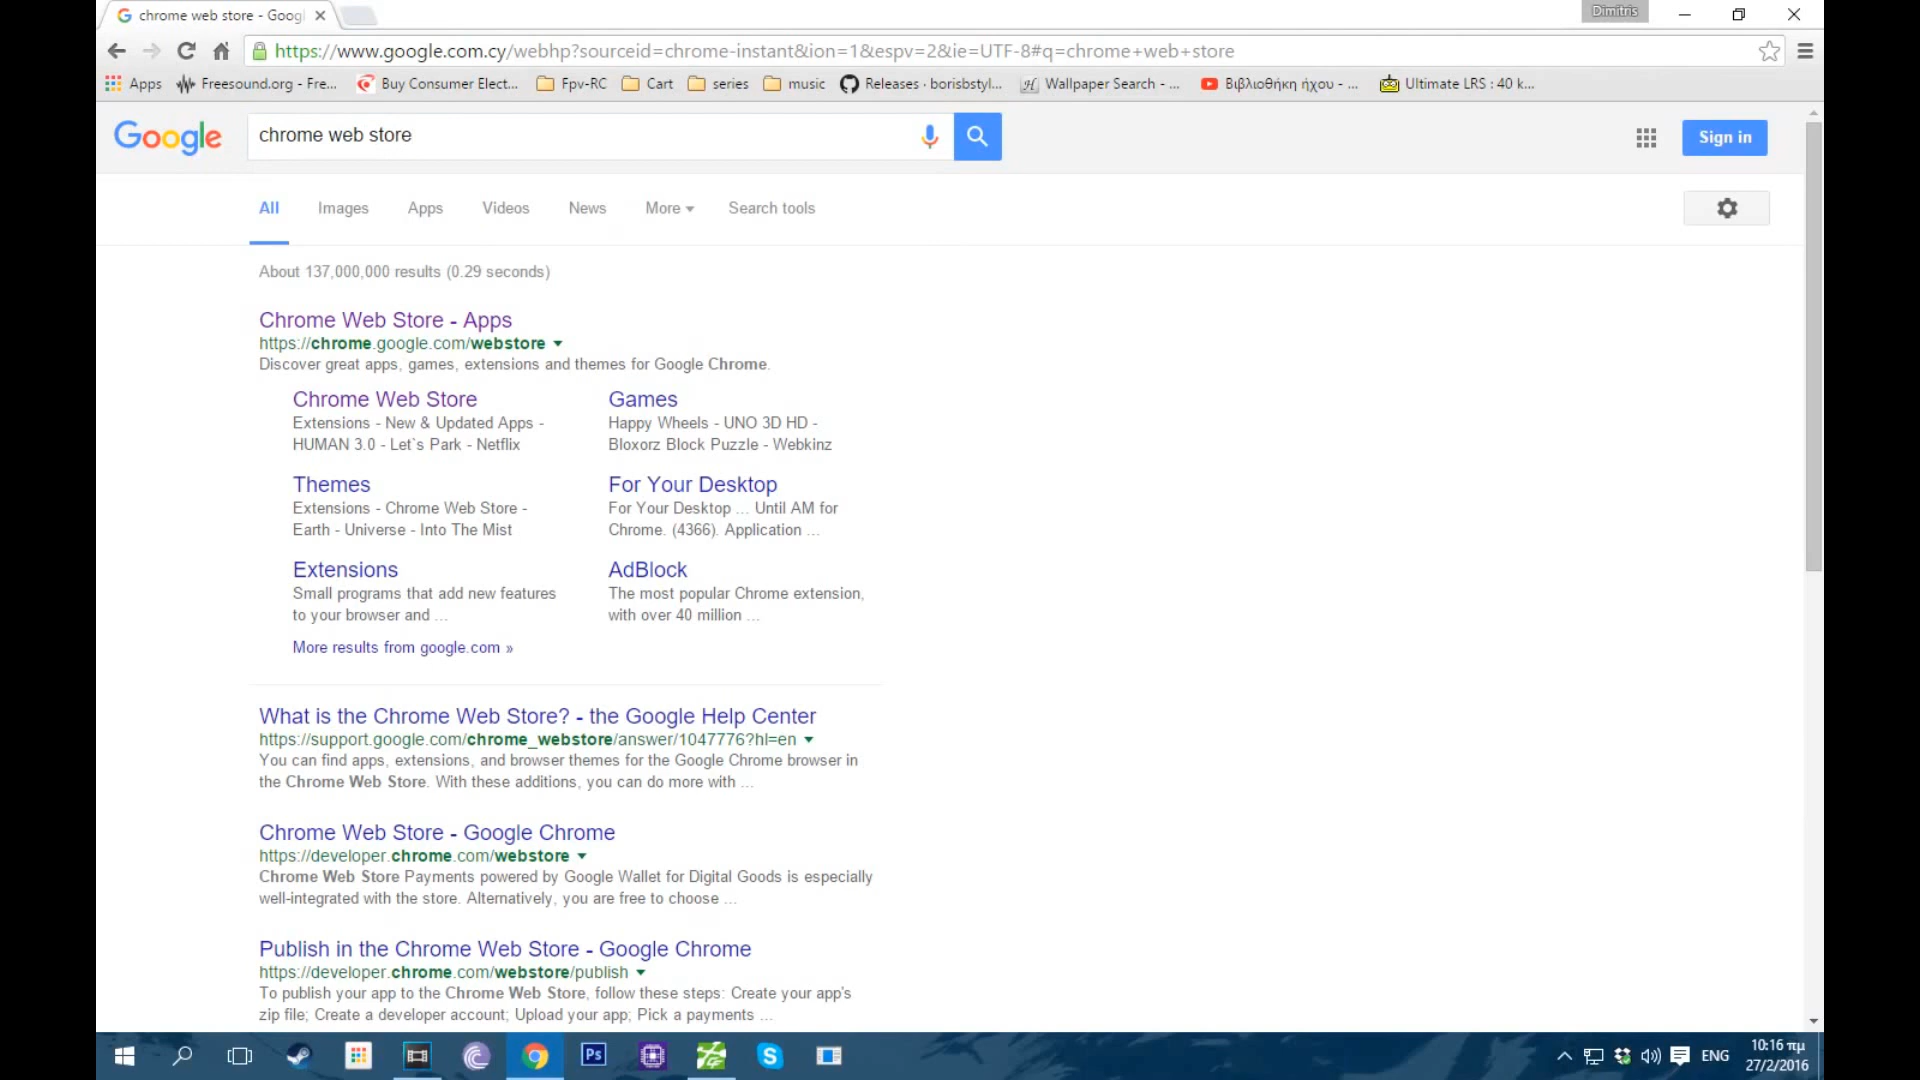 chrome web store - Googl
Dimitris
https://www.google.com.cy/webhp?sourceid=chrome-instant&ion=1&espv=2&ie=UTF-8#q=chrome+web+store
Apps Freesound.org - Fre... Buy Consumer Elect... Fpv-RC Cart series music Releases · borisbstyl... Wallpaper Search - ... Βιβλιοθήκη ήχου - ... Ultimate LRS : 40 k...
Google chrome web store Sign in
All Images Apps Videos News More Search tools
About 137,000,000 results (0.29 seconds)
Chrome Web Store - Apps
https://chrome.google.com/webstore
Discover great apps, games, extensions and themes for Google Chrome.
Chrome Web Store
Extensions - New & Updated Apps -
HUMAN 3.0 - Let`s Park - Netflix
Games
Happy Wheels - UNO 3D HD -
Bloxorz Block Puzzle - Webkinz
Themes
Extensions - Chrome Web Store -
Earth - Universe - Into The Mist
For Your Desktop
For Your Desktop ... Until AM for
Chrome. (4366). Application ...
Extensions
Small programs that add new features
to your browser and ...
AdBlock
The most popular Chrome extension,
with over 40 million ...
More results from google.com »
What is the Chrome Web Store? - the Google Help Center
https://support.google.com/chrome_webstore/answer/1047776?hl=en
You can find apps, extensions, and browser themes for the Google Chrome browser in
the Chrome Web Store. With these additions, you can do more with ...
Chrome Web Store - Google Chrome
https://developer.chrome.com/webstore
Chrome Web Store Payments powered by Google Wallet for Digital Goods is especially
well-integrated with the store. Alternatively, you are free to choose ...
Publish in the Chrome Web Store - Google Chrome
https://developer.chrome.com/webstore/publish
To publish your app to the Chrome Web Store, follow these steps: Create your app's
zip file; Create a developer account; Upload your app; Pick a payments ...
Ps
ENG
10:16 πμ
27/2/2016